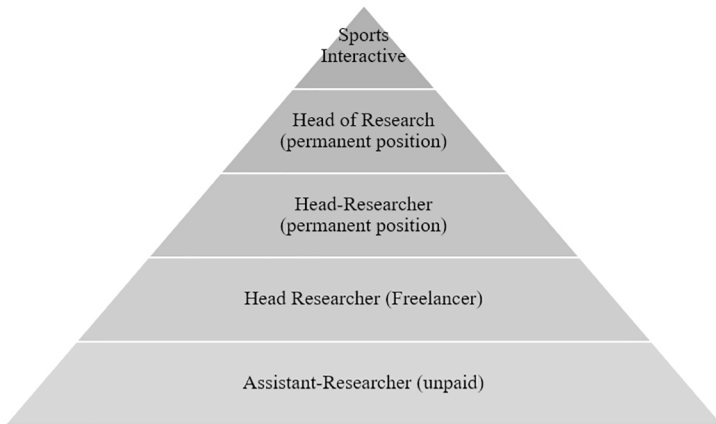 Sports
Interactive
Head of Research
(permanent position)
Head-Researcher
(permanent position)
Head Researcher (Freelancer)
Assistant-Researcher (unpaid)